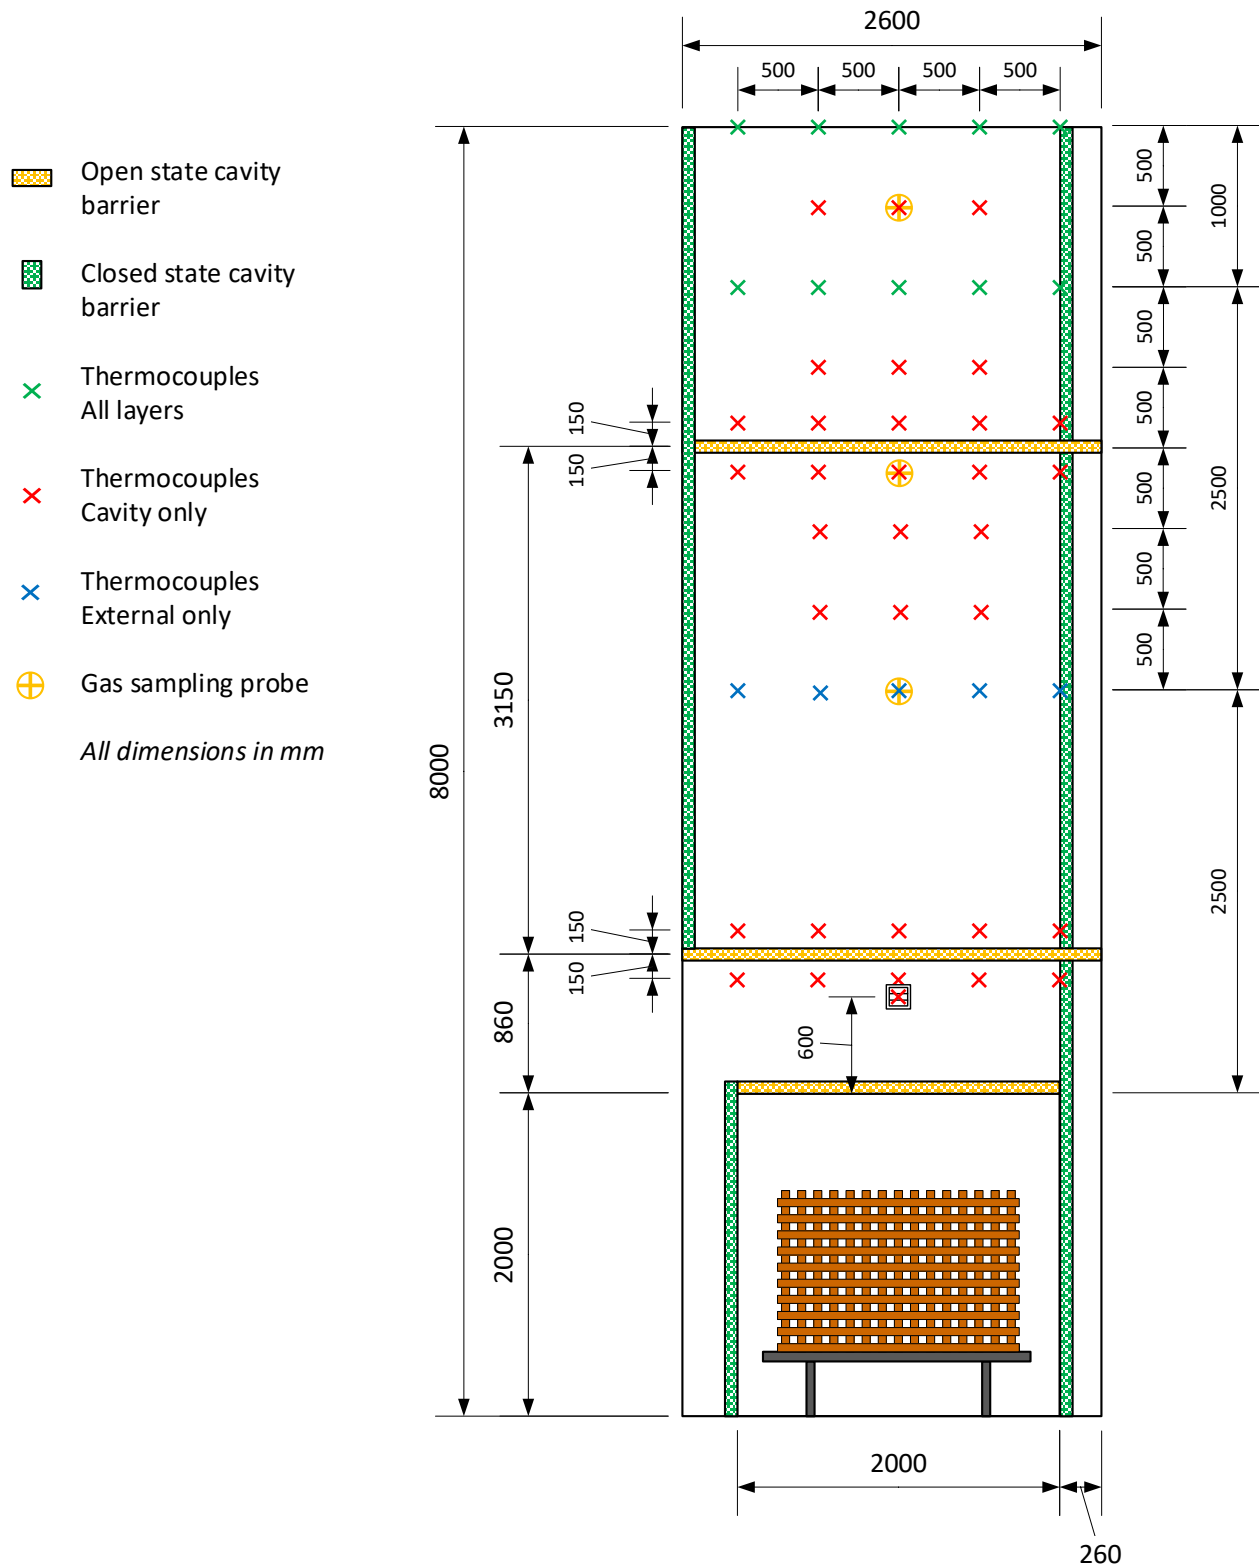 2600
500
500
500
500
Open state cavity
barrier
Closed state cavity
barrier
Thermocouples
All layers
Thermocouples
Cavity only
Thermocouples
External only
Gas sampling probe
All dimensions in mm
500
500
1000
500
500
150
150
500
500
500
2500
3150
8000
150
150
860
600
2500
2000
2000
260